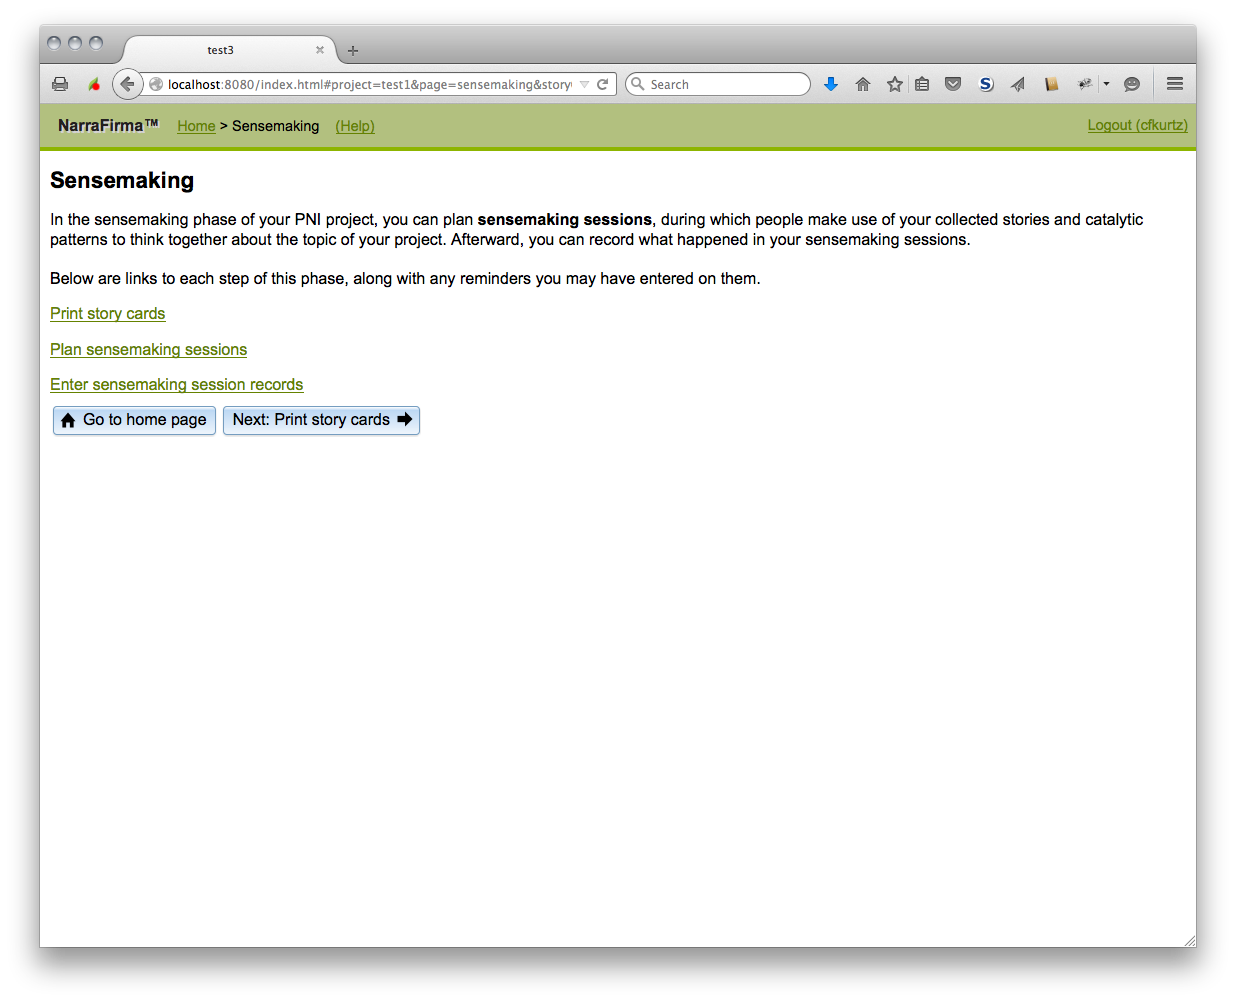 test3
localhost:8080/index.html#project=test1&page=sensemaking&story
Search
NarraFirma™ Home > Sensemaking (Help) Logout (cfkurtz)
Sensemaking
In the sensemaking phase of your PNI project, you can plan sensemaking sessions, during which people make use of your collected stories and catalytic
patterns to think together about the topic of your project. Afterward, you can record what happened in your sensemaking sessions.
Below are links to each step of this phase, along with any reminders you may have entered on them.
Print story cards
Plan sensemaking sessions
Enter sensemaking session records
Go to home page Next: Print story cards